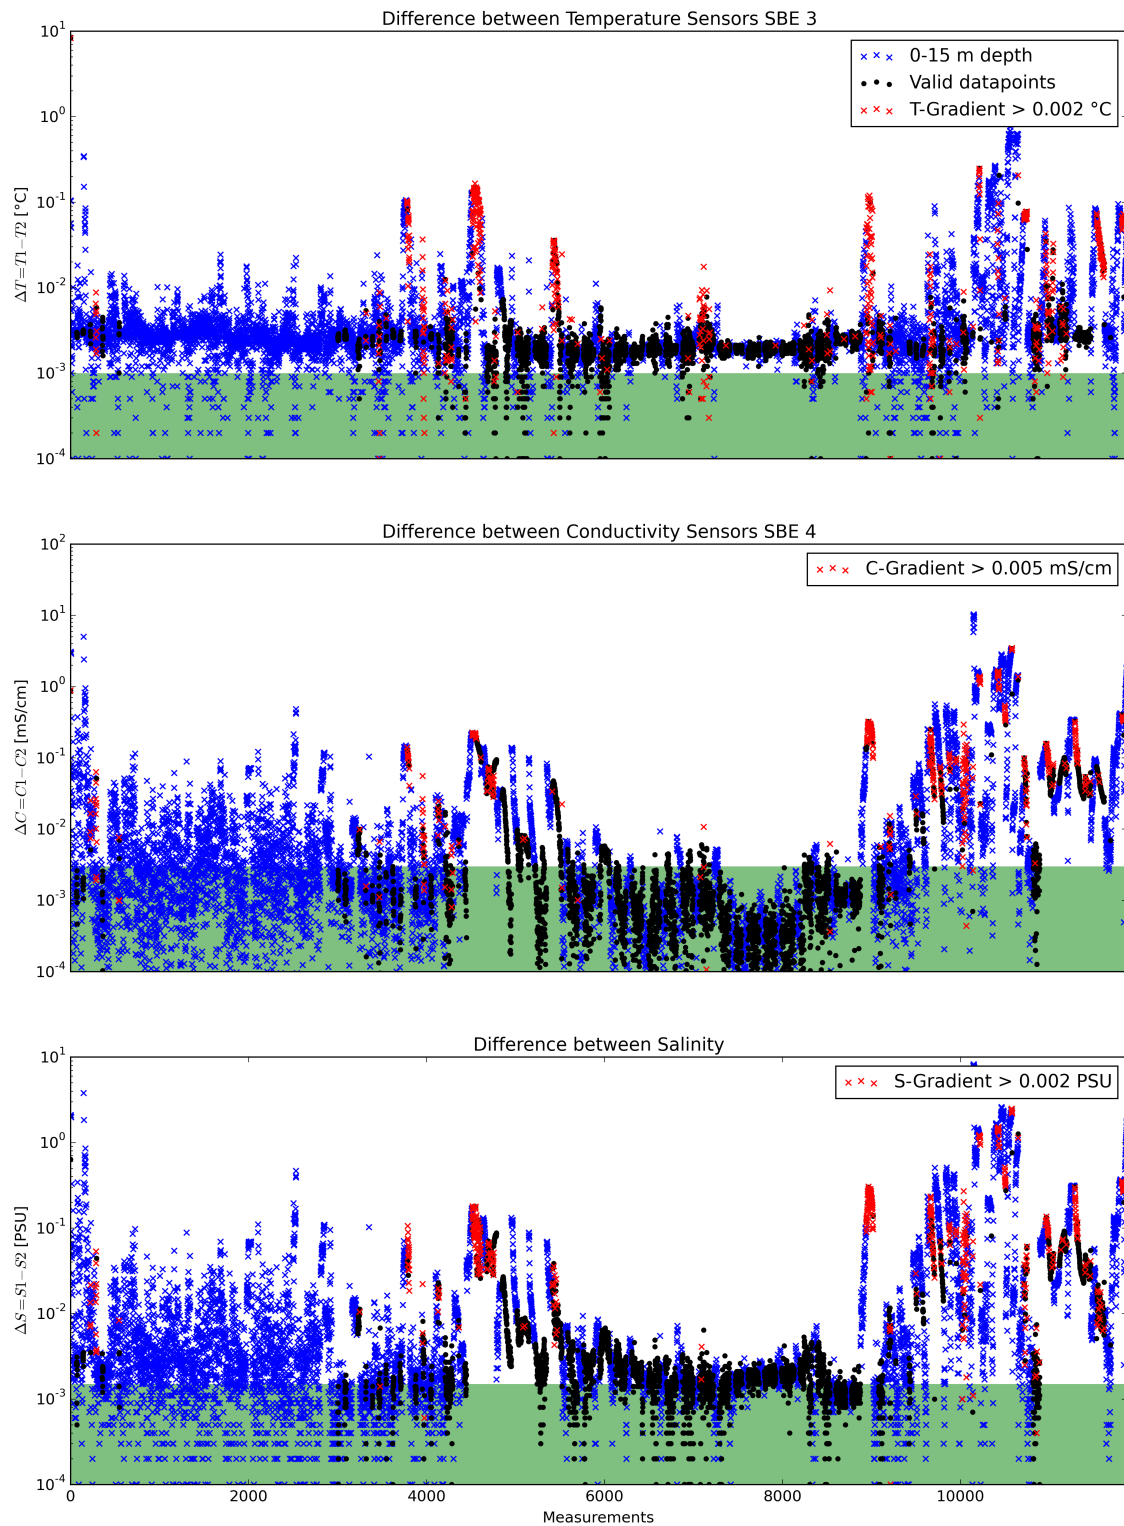 Difference between Temperature Sensors SBE 3
10^1
10^0
10^-1
10^-2
10^-3
10^-4
ΔT = T1 − T2 [°C]
0-15 m depth
Valid datapoints
T-Gradient > 0.002 °C
Difference between Conductivity Sensors SBE 4
10^2
10^1
10^0
10^-1
10^-2
10^-3
10^-4
ΔC = C1 − C2 [mS/cm]
C-Gradient > 0.005 mS/cm
Difference between Salinity
10^1
10^0
10^-1
10^-2
10^-3
10^-4
ΔS = S1 − S2 [PSU]
S-Gradient > 0.002 PSU
0 2000 4000 6000 8000 10000
Measurements